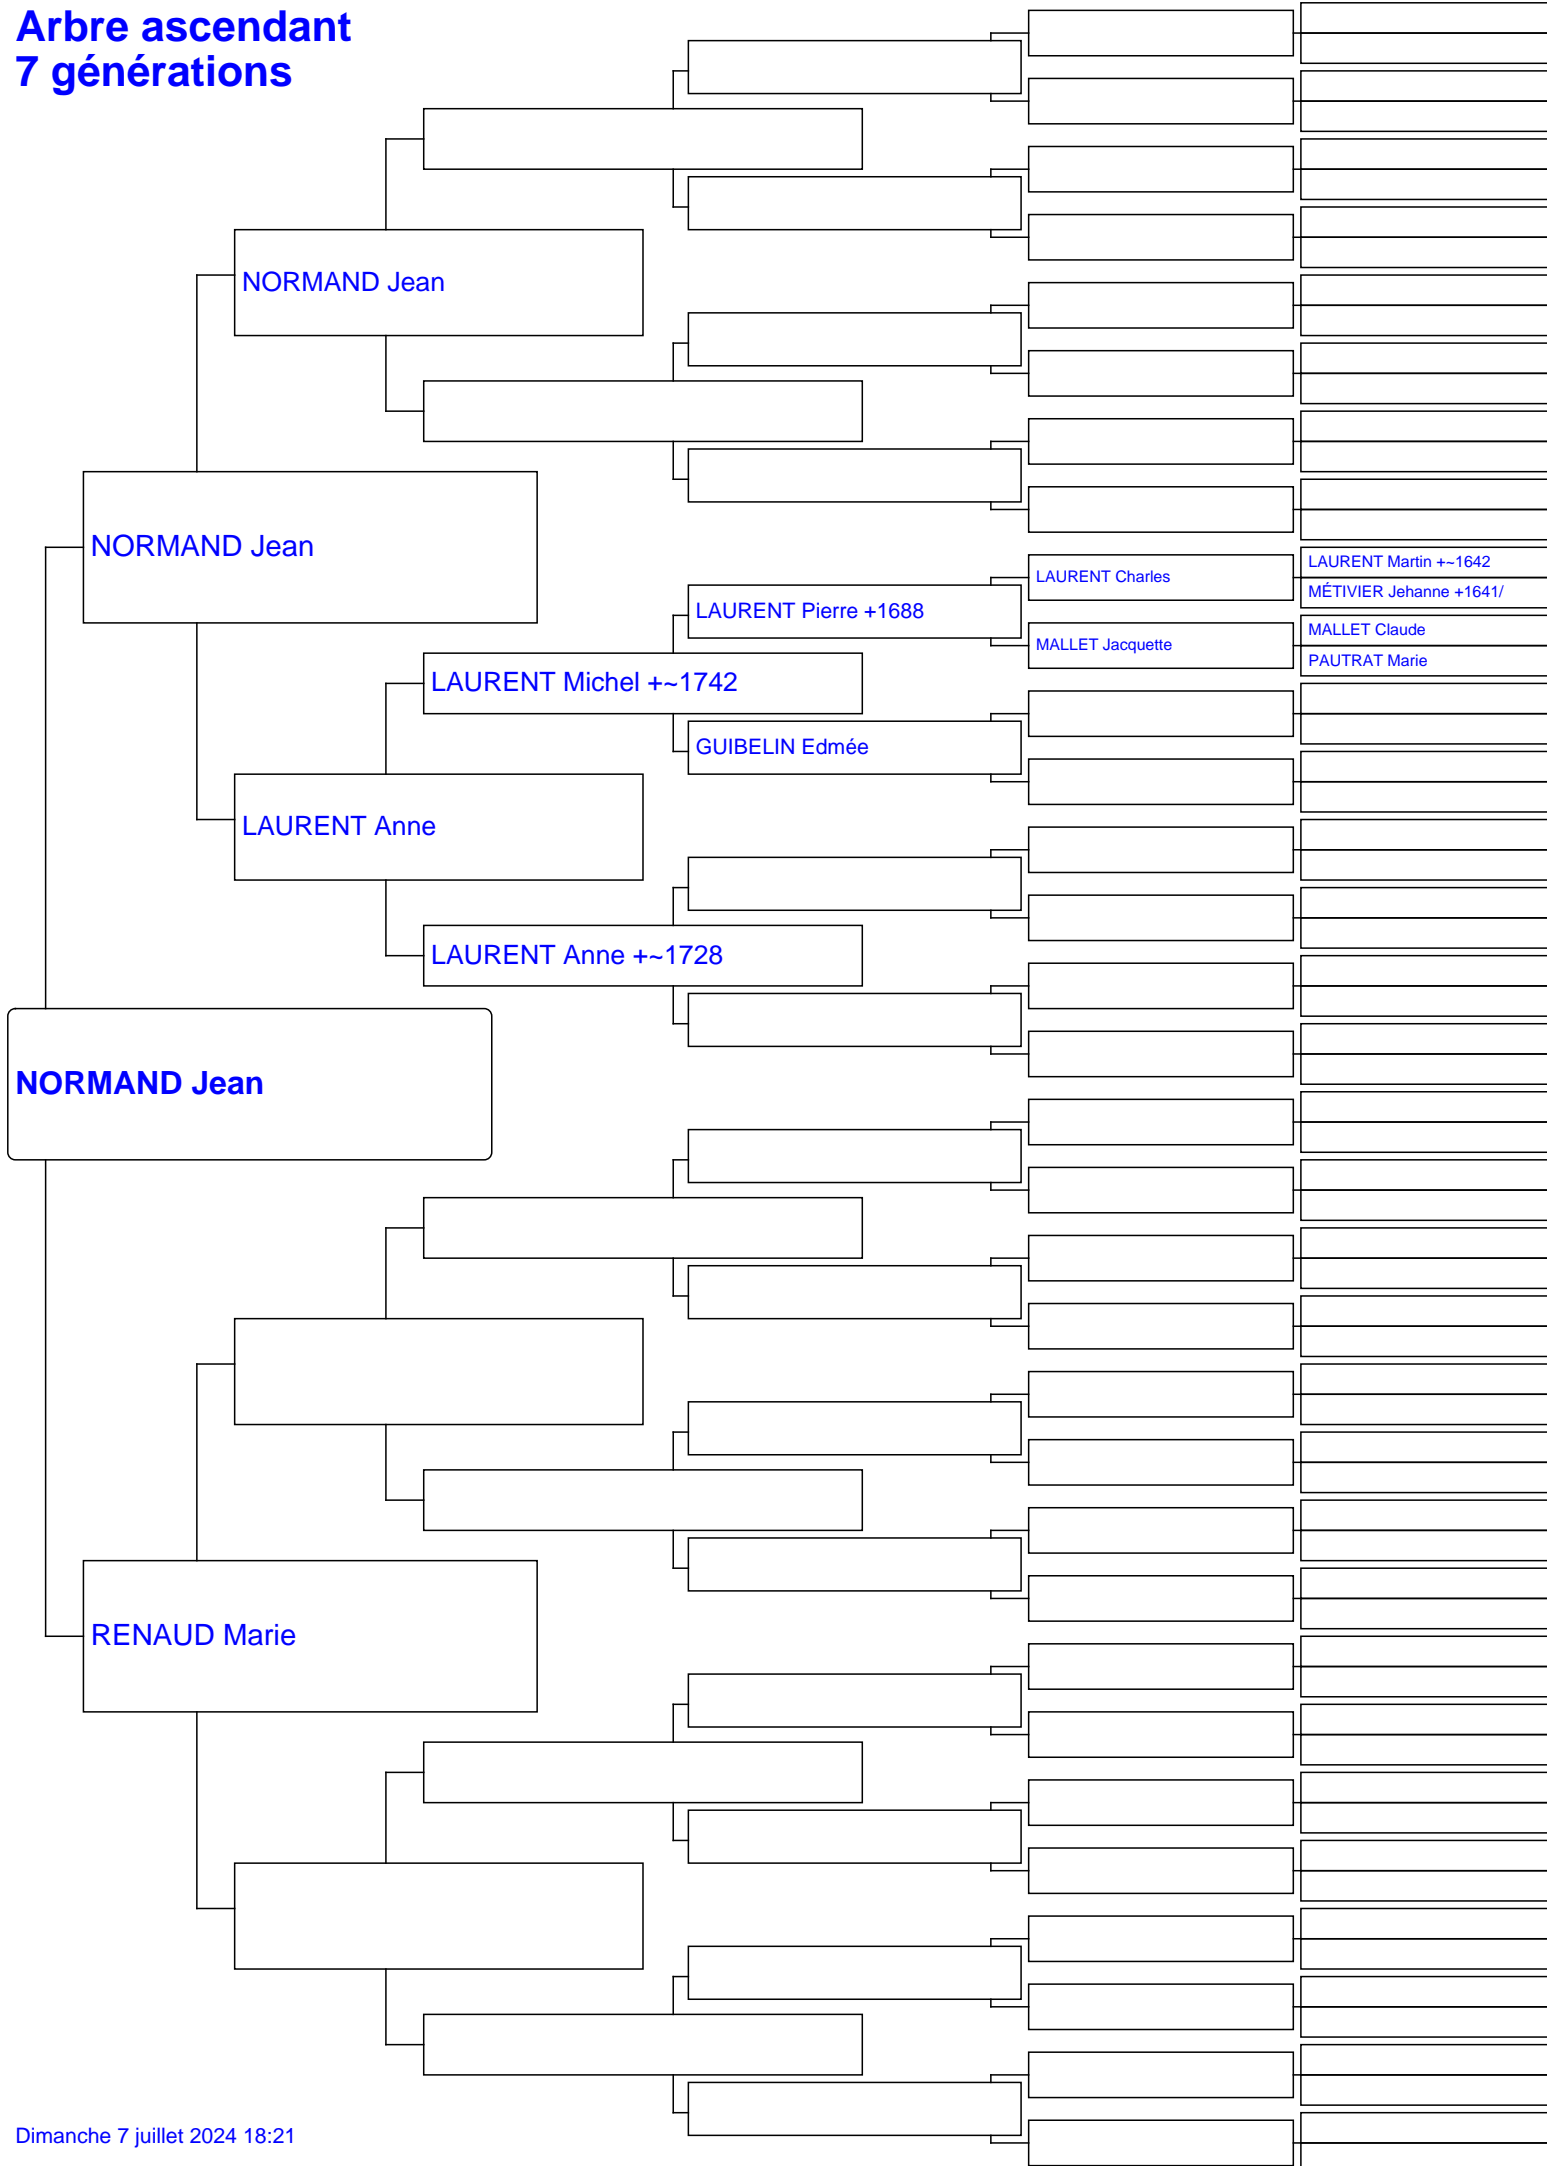 Arbre ascendant
7 générations
NORMAND Jean
NORMAND Jean
LAURENT Charles
LAURENT Martin +~1642
MÉTIVIER Jehanne +1641/
LAURENT Pierre +1688
MALLET Jacquette
MALLET Claude
PAUTRAT Marie
LAURENT Michel +~1742
GUIBELIN Edmée
LAURENT Anne
LAURENT Anne +~1728
NORMAND Jean
RENAUD Marie
Dimanche 7 juillet 2024 18:21